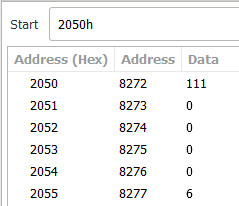 Start 2050h
Address (Hex) Address Data
2050 8272 111
2051 8273 0
2052 8274 0
2053 8275 0
2054 8276 0
2055 8277 6